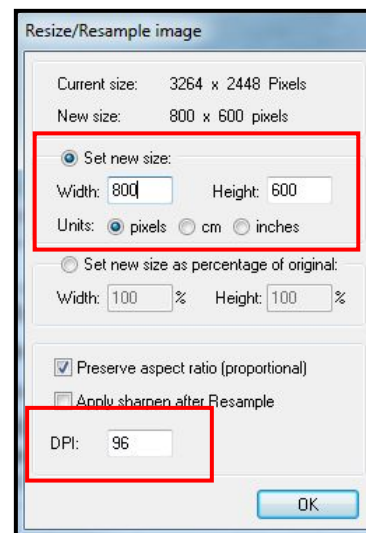 Resize/Resample image
Current size: 3264 x 2448 Pixels
New size: 800 x 600 pixels
Set new size:
Width: 800 Height: 600
Units: pixels cm inches
Set new size as percentage of original:
Width: 100 % Height: 100 %
Preserve aspect ratio (proportional)
Apply sharpen after Resample
DPI: 96
OK